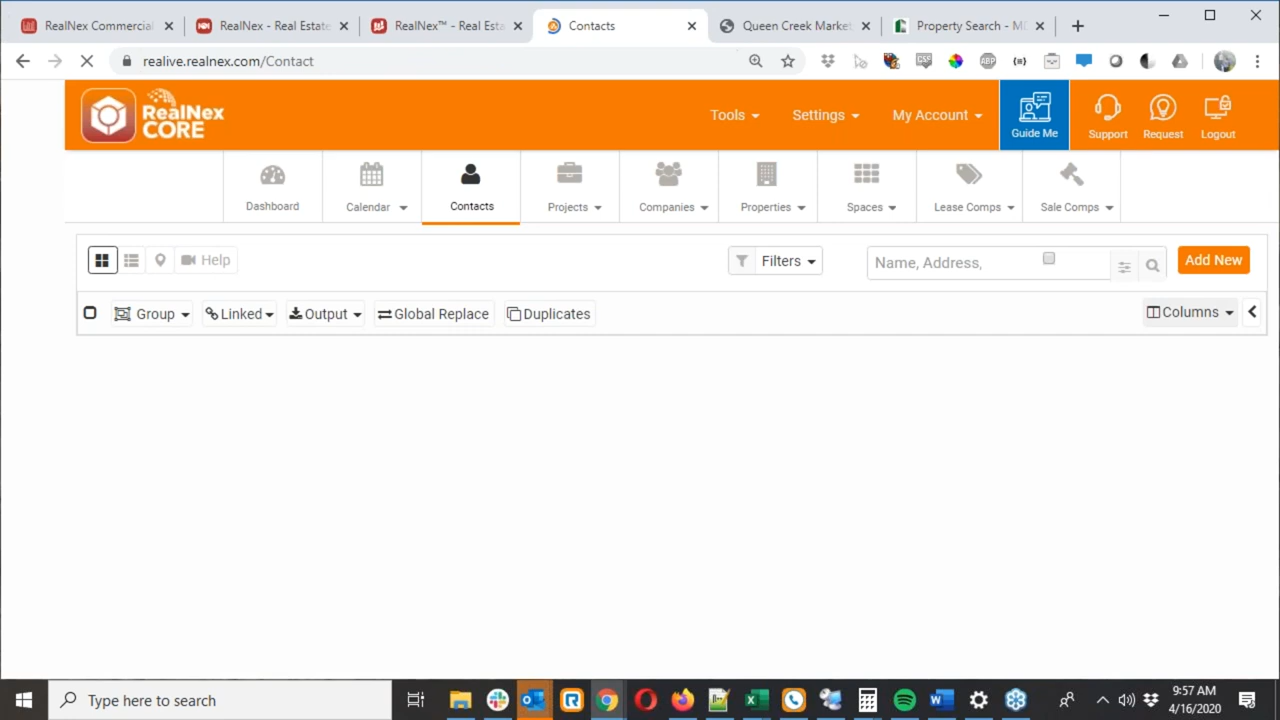 RealNex Commercial
RealNex - Real Estate
RealNex™ - Real Esta
Contacts
Queen Creek Market
Property Search - M
realive.realnex.com/Contact
RealNex
CORE
Tools
Settings
My Account
Guide Me
Support
Request
Logout
Dashboard
Calendar
Contacts
Projects
Companies
Properties
Spaces
Lease Comps
Sale Comps
Help
Filters
Name, Address,
Add New
Group
Linked
Output
Global Replace
Duplicates
Columns
Type here to search
9:57 AM
4/16/2020